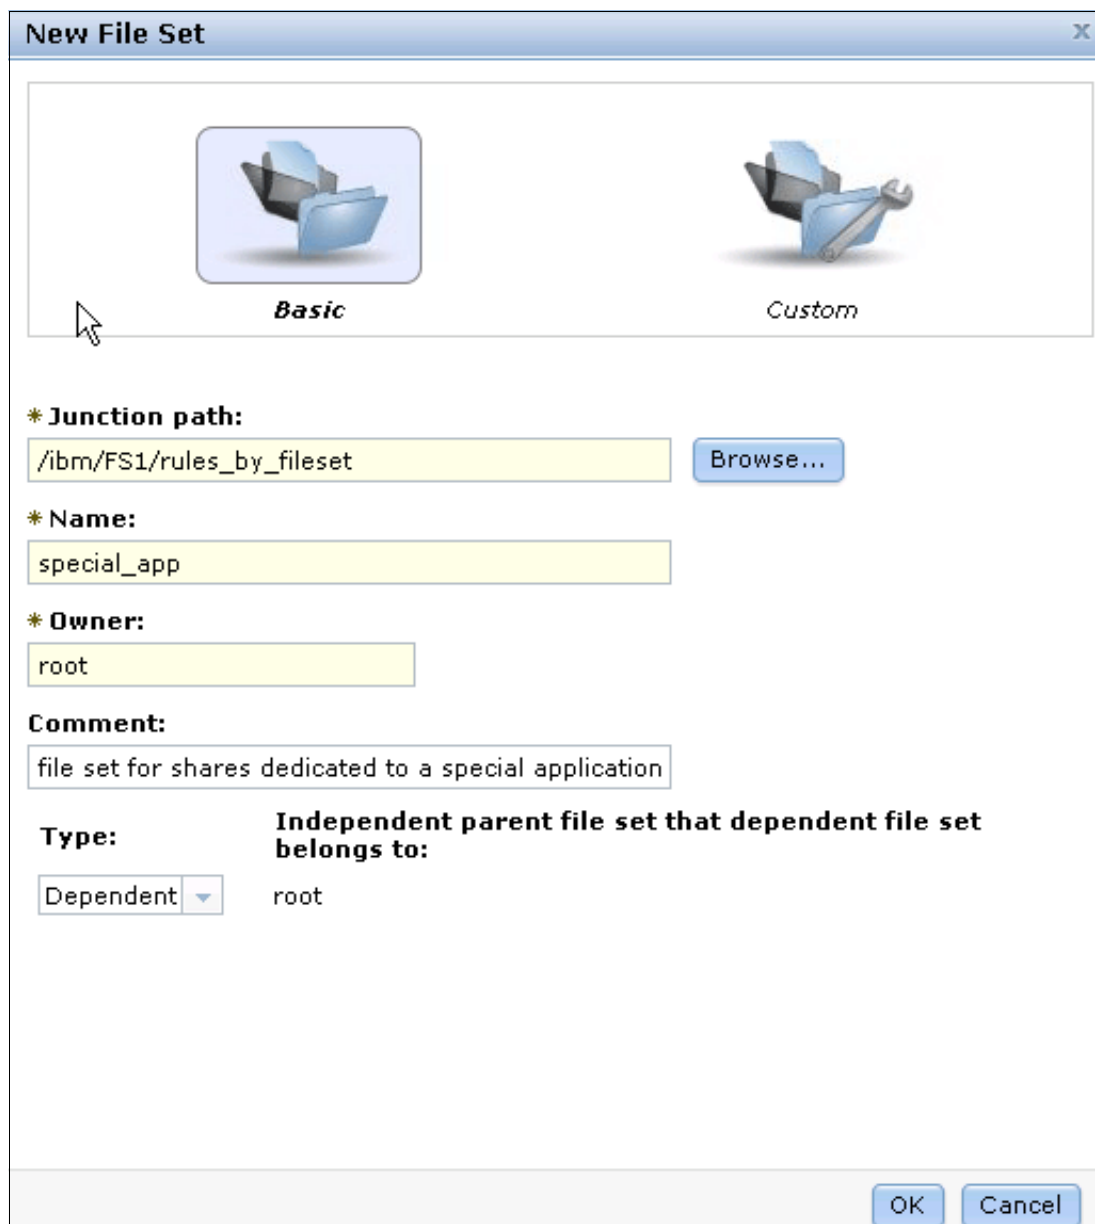 New File Set
x
Basic
Custom
*Junction path:
/ibm/FS1/rules_by_fileset
Browse...
*Name:
special_app
*Owner:
root
Comment:
file set for shares dedicated to a special application
Type:
Independent parent file set that dependent file set
belongs to:
Dependent
root
OK
Cancel